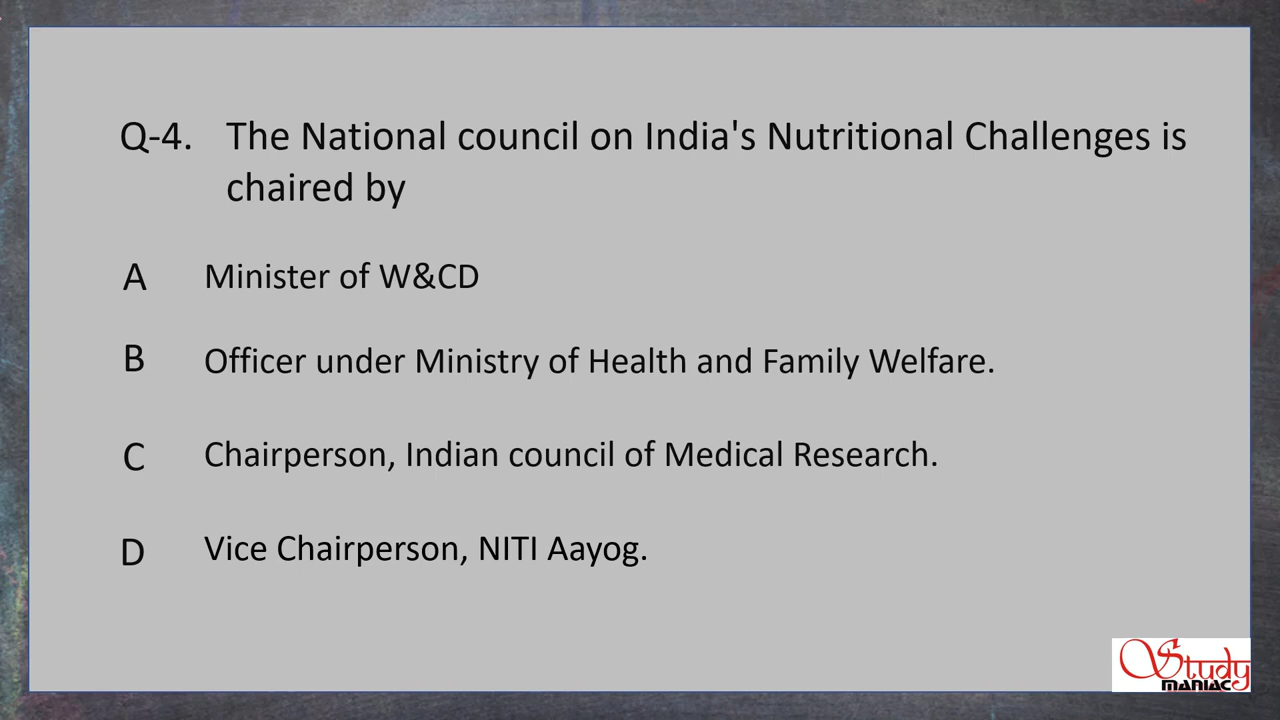 Q-4. The National council on India's Nutritional Challenges is
chaired by
A Minister of W&CD
B Officer under Ministry of Health and Family Welfare.
C Chairperson, Indian council of Medical Research.
D Vice Chairperson, NITI Aayog.
Study
MANIAC